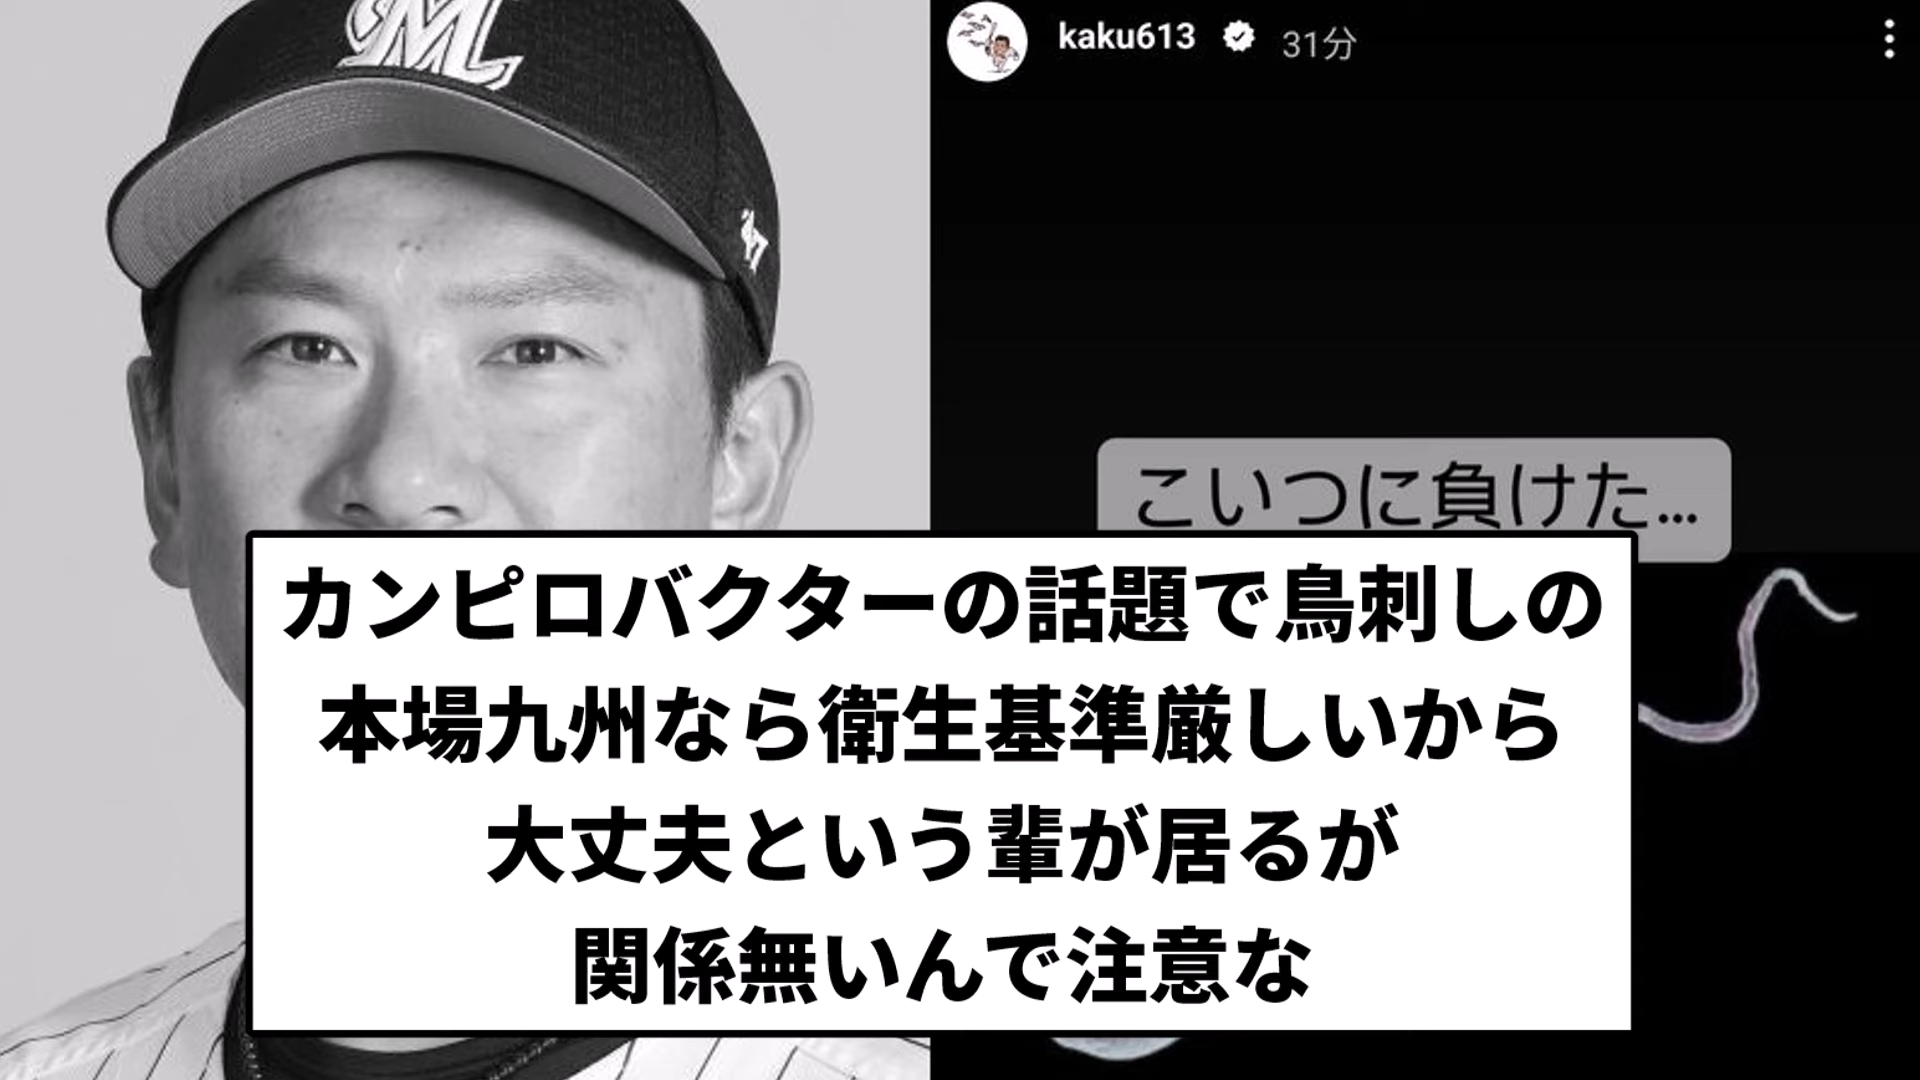 M
47
kaku613 31分
こいつに負けた...
カンピロバクターの話題で鳥刺しの
本場九州なら衛生基準厳しいから
大丈夫という輩が居るが
関係無いんで注意な